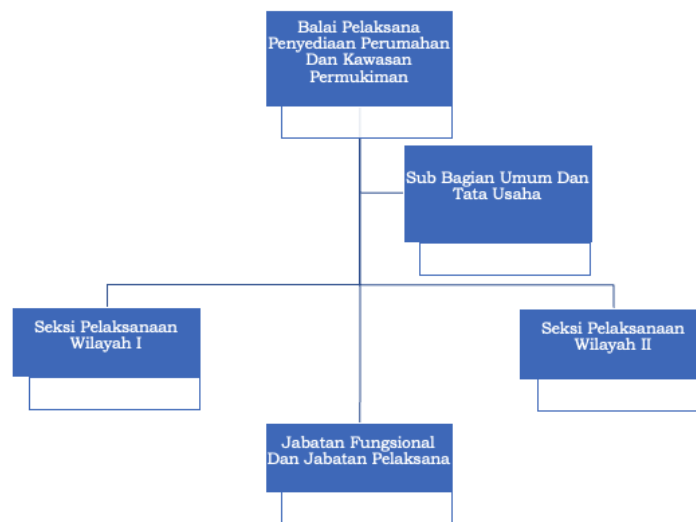 Balai Pelaksana
Penyediaan Perumahan
Dan Kawasan
Permukiman
Sub Bagian Umum Dan
Tata Usaha
Seksi Pelaksanaan
Wilayah I
Seksi Pelaksanaan
Wilayah II
Jabatan Fungsional
Dan Jabatan Pelaksana